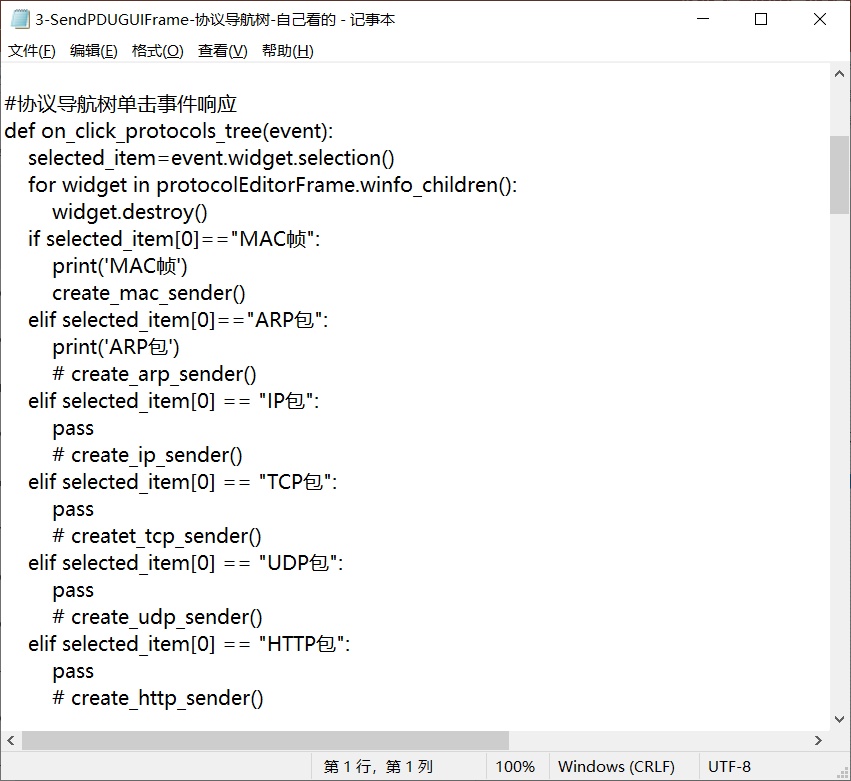 3-SendPDUGUIFrame-协议导航树-自己看的 - 记事本
文件(F) 编辑(E) 格式(O) 查看(V) 帮助(H)
#协议导航树单击事件响应
def on_click_protocols_tree(event):
    selected_item=event.widget.selection()
    for widget in protocolEditorFrame.winfo_children():
        widget.destroy()
    if selected_item[0]=="MAC帧":
        print('MAC帧')
        create_mac_sender()
    elif selected_item[0]=="ARP包":
        print('ARP包')
        # create_arp_sender()
    elif selected_item[0] == "IP包":
        pass
        # create_ip_sender()
    elif selected_item[0] == "TCP包":
        pass
        # createt_tcp_sender()
    elif selected_item[0] == "UDP包":
        pass
        # create_udp_sender()
    elif selected_item[0] == "HTTP包":
        pass
        # create_http_sender()
第 1 行，第 1 列 100% Windows (CRLF) UTF-8